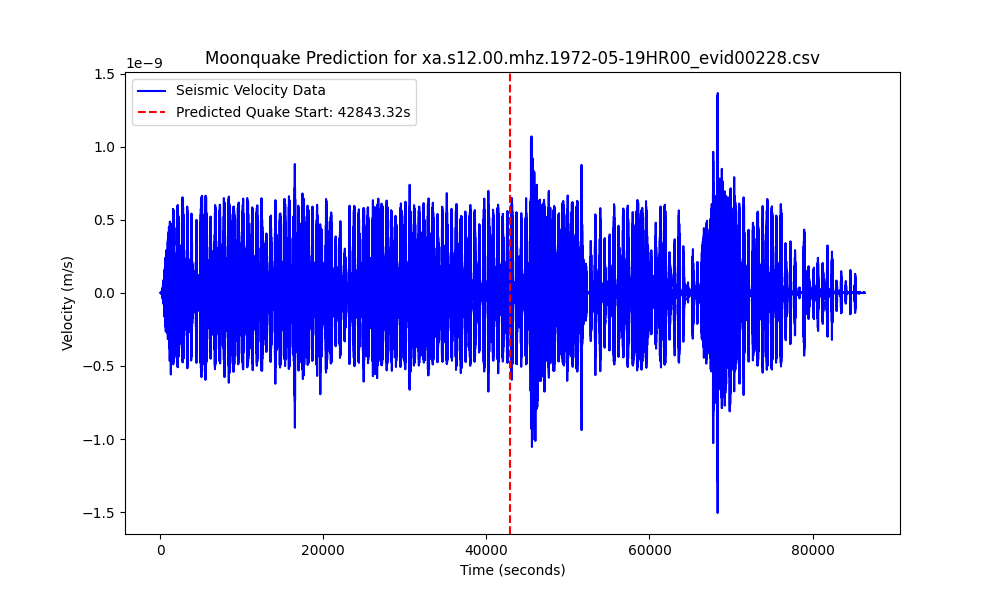 Moonquake Prediction for xa.s12.00.mhz.1972-05-19HR00_evid00228.csv
1e−9
Seismic Velocity Data
Predicted Quake Start: 42843.32s
1.5
1.0
0.5
0.0
−0.5
−1.0
−1.5
Velocity (m/s)
0 20000 40000 60000 80000
Time (seconds)